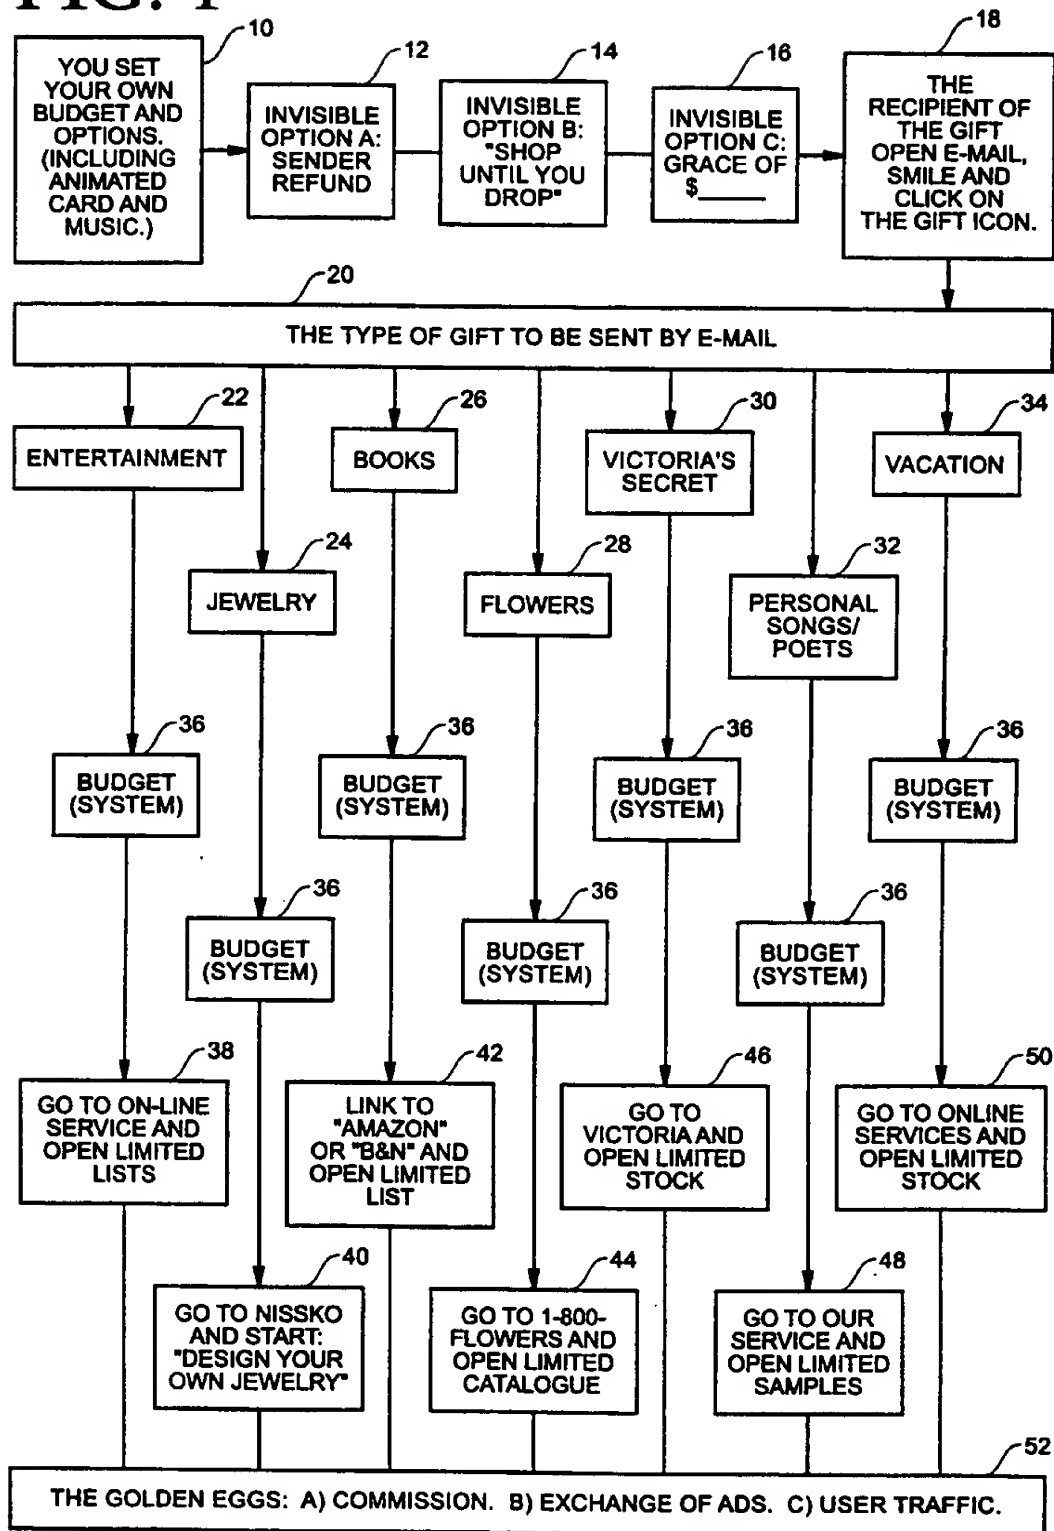 FIG. 1
10
YOU SET
YOUR OWN
BUDGET AND
OPTIONS.
(INCLUDING
ANIMATED
CARD AND
MUSIC.)
12
INVISIBLE
OPTION A:
SENDER
REFUND
14
INVISIBLE
OPTION B:
"SHOP
UNTIL YOU
DROP"
16
INVISIBLE
OPTION C:
GRACE OF
$______
18
THE
RECIPIENT OF
THE GIFT
OPEN E-MAIL,
SMILE AND
CLICK ON
THE GIFT ICON.
20
THE TYPE OF GIFT TO BE SENT BY E-MAIL
22
ENTERTAINMENT
26
BOOKS
30
VICTORIA'S
SECRET
34
VACATION
24
JEWELRY
28
FLOWERS
32
PERSONAL
SONGS/
POETS
36
BUDGET
(SYSTEM)
36
BUDGET
(SYSTEM)
36
BUDGET
(SYSTEM)
36
BUDGET
(SYSTEM)
36
BUDGET
(SYSTEM)
36
BUDGET
(SYSTEM)
36
BUDGET
(SYSTEM)
38
GO TO ON-LINE
SERVICE AND
OPEN LIMITED
LISTS
42
LINK TO
"AMAZON"
OR "B&N" AND
OPEN LIMITED
LIST
46
GO TO
VICTORIA AND
OPEN LIMITED
STOCK
50
GO TO ONLINE
SERVICES AND
OPEN LIMITED
STOCK
40
GO TO NISSKO
AND START:
"DESIGN YOUR
OWN JEWELRY"
44
GO TO 1-800-
FLOWERS AND
OPEN LIMITED
CATALOGUE
48
GO TO OUR
SERVICE AND
OPEN LIMITED
SAMPLES
52
THE GOLDEN EGGS: A) COMMISSION. B) EXCHANGE OF ADS. C) USER TRAFFIC.